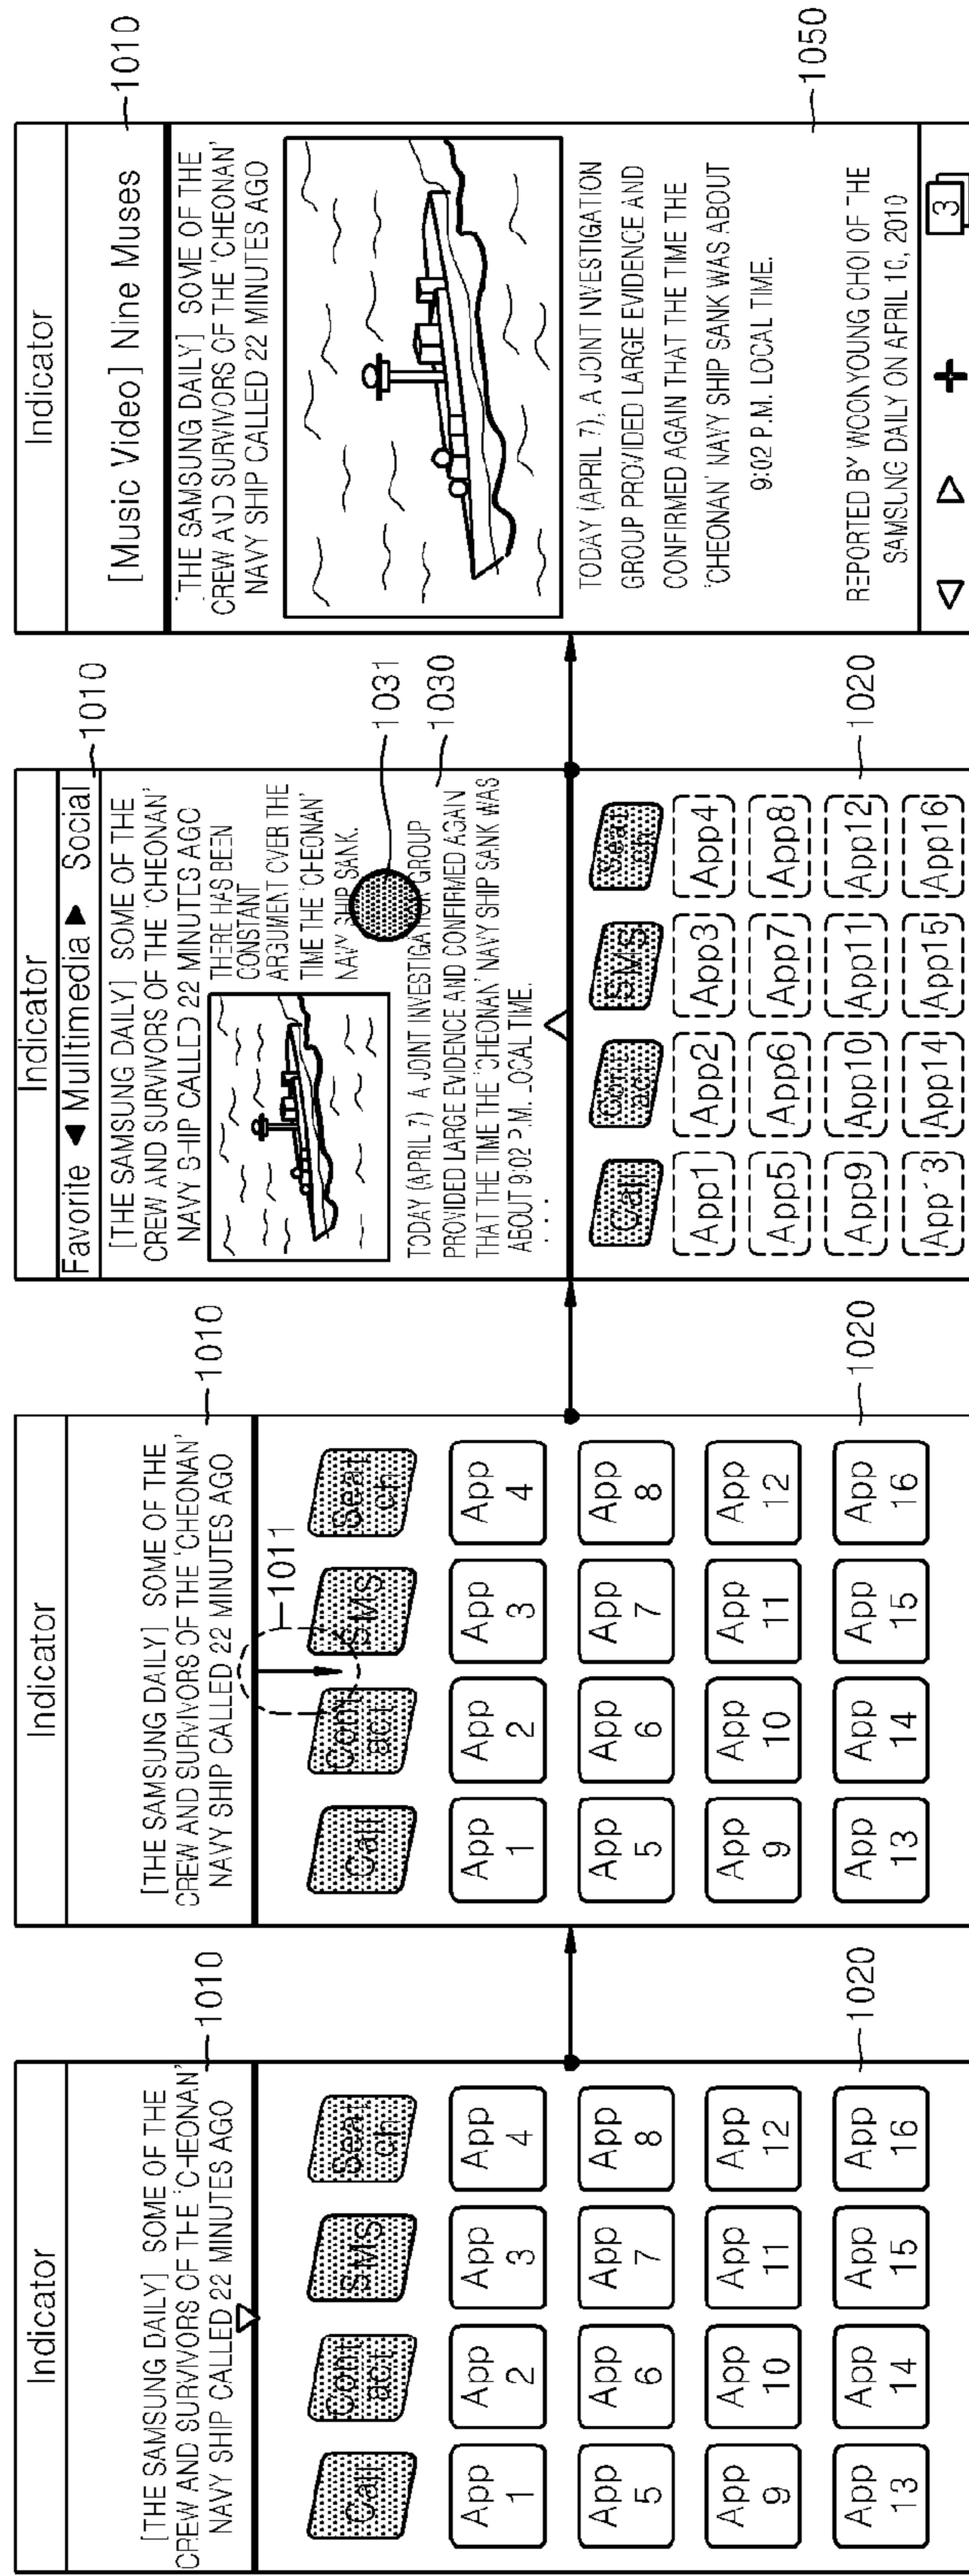 Indicator
[THE SAMSUNG DAILY] SOME OF THE
CREW AND SURVIVORS OF THE 'CHEONAN'
NAVY SHIP CALLED 22 MINUTES AGO
1010
Call
Cont
act
SMS
Sear
ch
App
1
App
2
App
3
App
4
App
5
App
6
App
7
App
8
App
9
App
10
App
11
App
12
App
13
App
14
App
15
App
16
1020
Indicator
[THE SAMSUNG DAILY] SOME OF THE
CREW AND SURVIVORS OF THE 'CHEONAN'
NAVY SHIP CALLED 22 MINUTES AGO
1010
1011
Call
Cont
act
SMS
Sear
ch
App
1
App
2
App
3
App
4
App
5
App
6
App
7
App
8
App
9
App
10
App
11
App
12
App
13
App
14
App
15
App
16
1020
Indicator
Favorite ◀ Multimedia ▶ Social
1010
[THE SAMSUNG DAILY] SOME OF THE
CREW AND SURVIVORS OF THE 'CHEONAN'
NAVY SHIP CALLED 22 MINUTES AGO
THERE HAS BEEN
CONSTANT
ARGUMENT OVER THE
TIME THE 'CHEONAN'
NAVY SHIP SANK.
1031
TODAY (APRIL 7) A JOINT INVESTIGATION GROUP
1030
PROVIDED LARGE EVIDENCE AND CONFIRMED AGAIN
THAT THE TIME THE 'CHEONAN' NAVY SHIP SANK WAS
ABOUT 9:02 P.M. LOCAL TIME.
. . .
Call
Cont
act
SMS
Sear
ch
App1
App2
App3
App4
App5
App6
App7
App8
App9
App10
App11
App12
App13
App14
App15
App16
1020
Indicator
[Music Video] Nine Muses
1010
'THE SAMSUNG DAILY] SOME OF THE
CREW AND SURVIVORS OF THE 'CHEONAN'
NAVY SHIP CALLED 22 MINUTES AGO
TODAY (APRIL 7), A JOINT INVESTIGATION
GROUP PROVIDED LARGE EVIDENCE AND
CONFIRMED AGAIN THAT THE TIME THE
'CHEONAN' NAVY SHIP SANK WAS ABOUT
9:02 P.M. LOCAL TIME.
1050
REPORTED BY WOONYOUNG CHOI OF THE
SAMSUNG DAILY ON APRIL 10, 2010
3